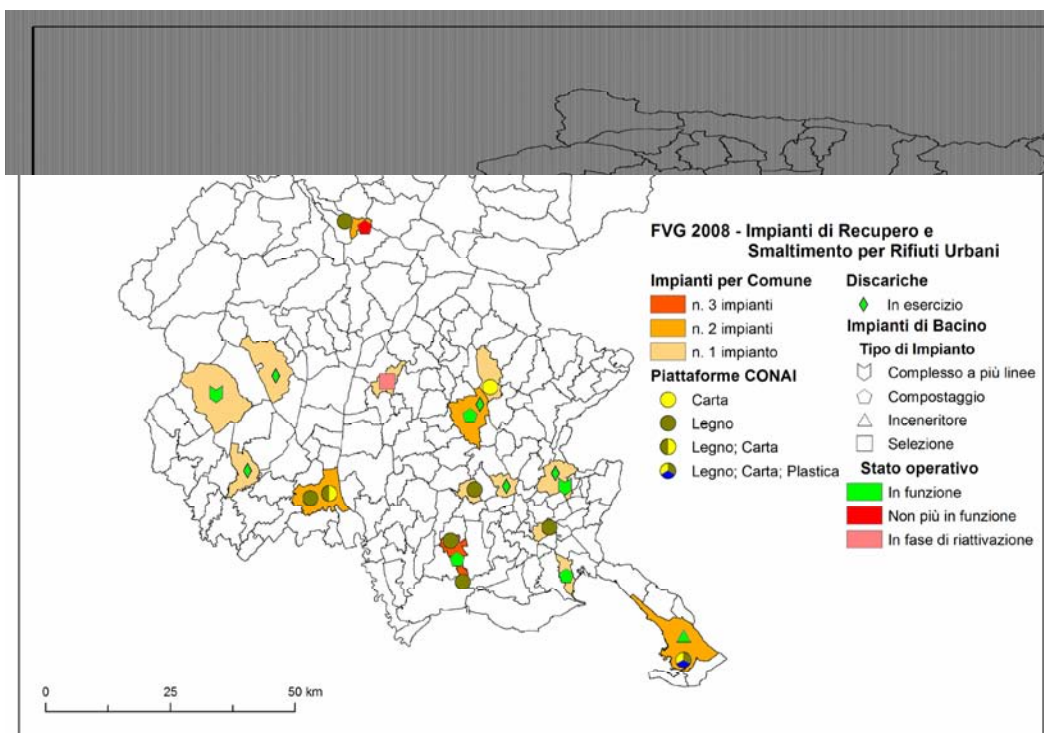 FVG 2008 - Impianti di Recupero e
Smaltimento per Rifiuti Urbani
Impianti per Comune
n. 3 impianti
n. 2 impianti
n. 1 impianto
Piattaforme CONAI
Carta
Legno
Legno; Carta
Legno; Carta; Plastica
Discariche
In esercizio
Impianti di Bacino
Tipo di Impianto
Complesso a più linee
Compostaggio
Inceneritore
Selezione
Stato operativo
In funzione
Non più in funzione
In fase di riattivazione
0 25 50 km